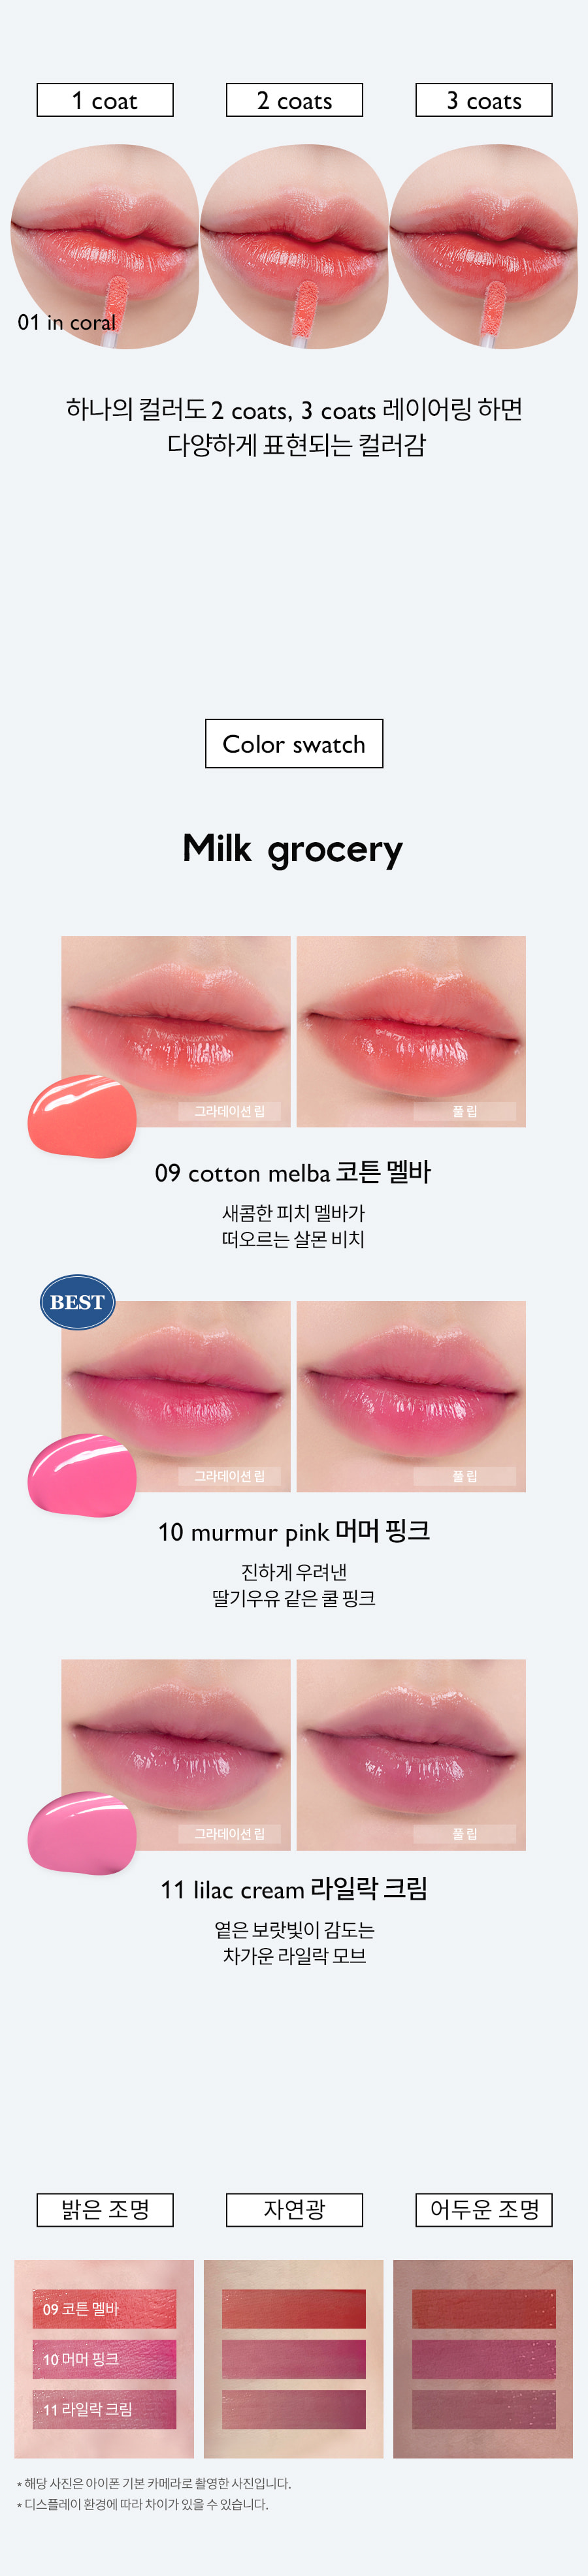 1 coat
2 coats
3 coats
01 in coral
하나의 컬러도 2 coats, 3 coats 레이어링 하면
다양하게 표현되는 컬러감
Color swatch
Milk grocery
그라데이션 립
풀 립
09 cotton melba 코튼 멜바
새콤한 피치 멜바가
떠오르는 살몬 비치
BEST
그라데이션 립
풀 립
10 murmur pink 머머 핑크
진하게 우려낸
딸기우유 같은 쿨 핑크
그라데이션 립
풀 립
11 lilac cream 라일락 크림
옅은 보랏빛이 감도는
차가운 라일락 모브
밝은 조명
자연광
어두운 조명
09 코튼 멜바
10 머머 핑크
11 라일락 크림
* 해당 사진은 아이폰 기본 카메라로 촬영한 사진입니다.
* 디스플레이 환경에 따라 차이가 있을 수 있습니다.